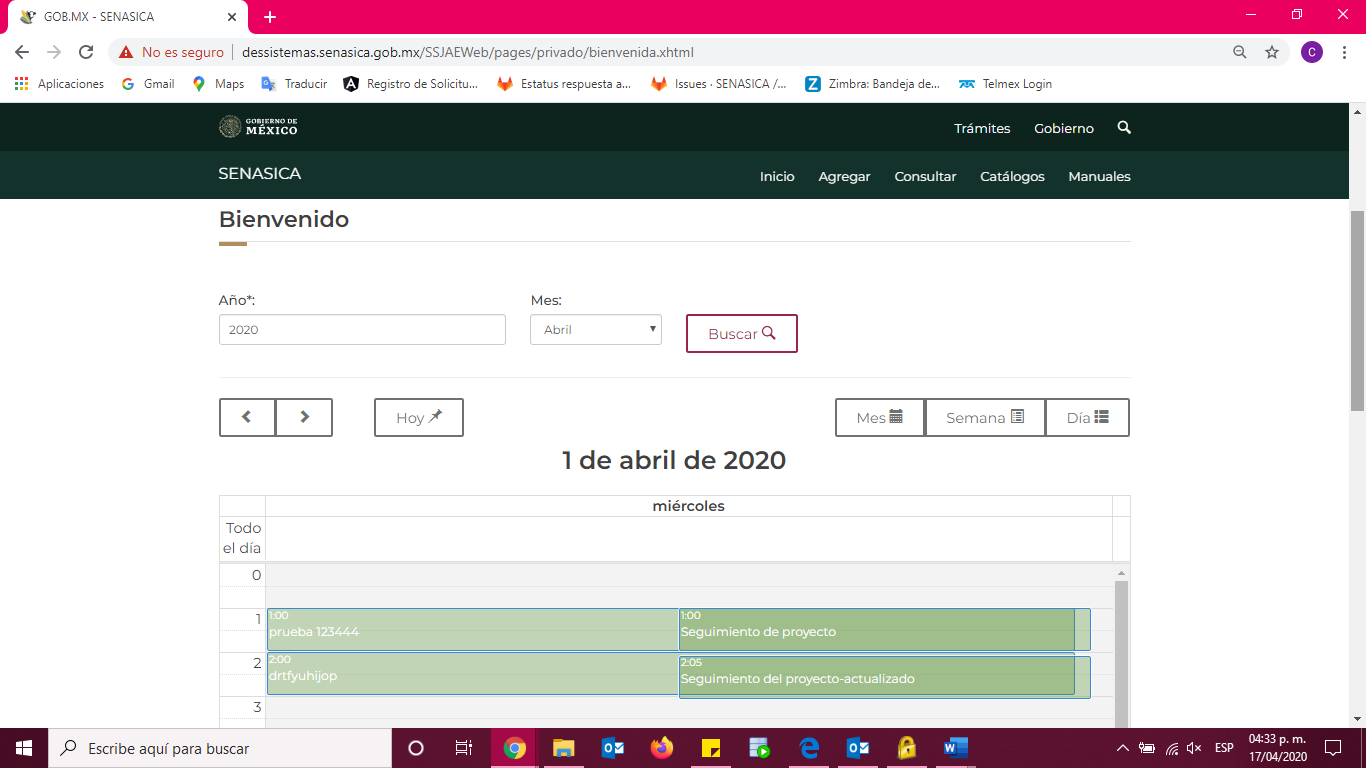 GOB.MX - SENASICA
No es seguro
dessistemas.senasica.gob.mx/SSJAEWeb/pages/privado/bienvenida.xhtml
C
Aplicaciones Gmail Maps Traducir Registro de Solicitu... Estatus respuesta a... Issues · SENASICA /... Zimbra: Bandeja de... Telmex Login
GOBIERNO DE
MÉXICO
Trámites Gobierno
SENASICA
Inicio Agregar Consultar Catálogos Manuales
Bienvenido
Año*: Mes:
2020 Abril Buscar
Hoy Mes Semana Día
1 de abril de 2020
miércoles
Todo
el día
0
1
1:00
prueba 123444
1:00
Seguimiento de proyecto
2
2:00
drtfyuhijop
2:05
Seguimiento del proyecto-actualizado
3
Escribe aquí para buscar
ESP
04:33 p. m.
17/04/2020